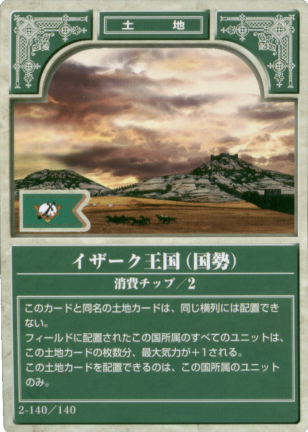 土 地
イザーク王国(国勢)
消費チップ/2
このカードと同名の土地カードは、同じ横列には配置でき
ない。
フィールドに配置されたこの国所属のすべてのユニットは、
この土地カードの枚数分、最大気力が+1される。
この土地カードを配置できるのは、この国所属のユニット
のみ。
2-140/140